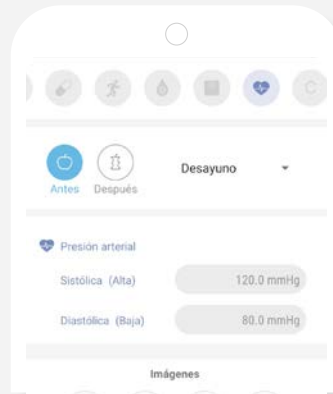 C
Desayuno
Antes Después
Presión arterial
Sistólica (Alta) 120.0 mmHg
Diastólica (Baja) 80.0 mmHg
Imágenes